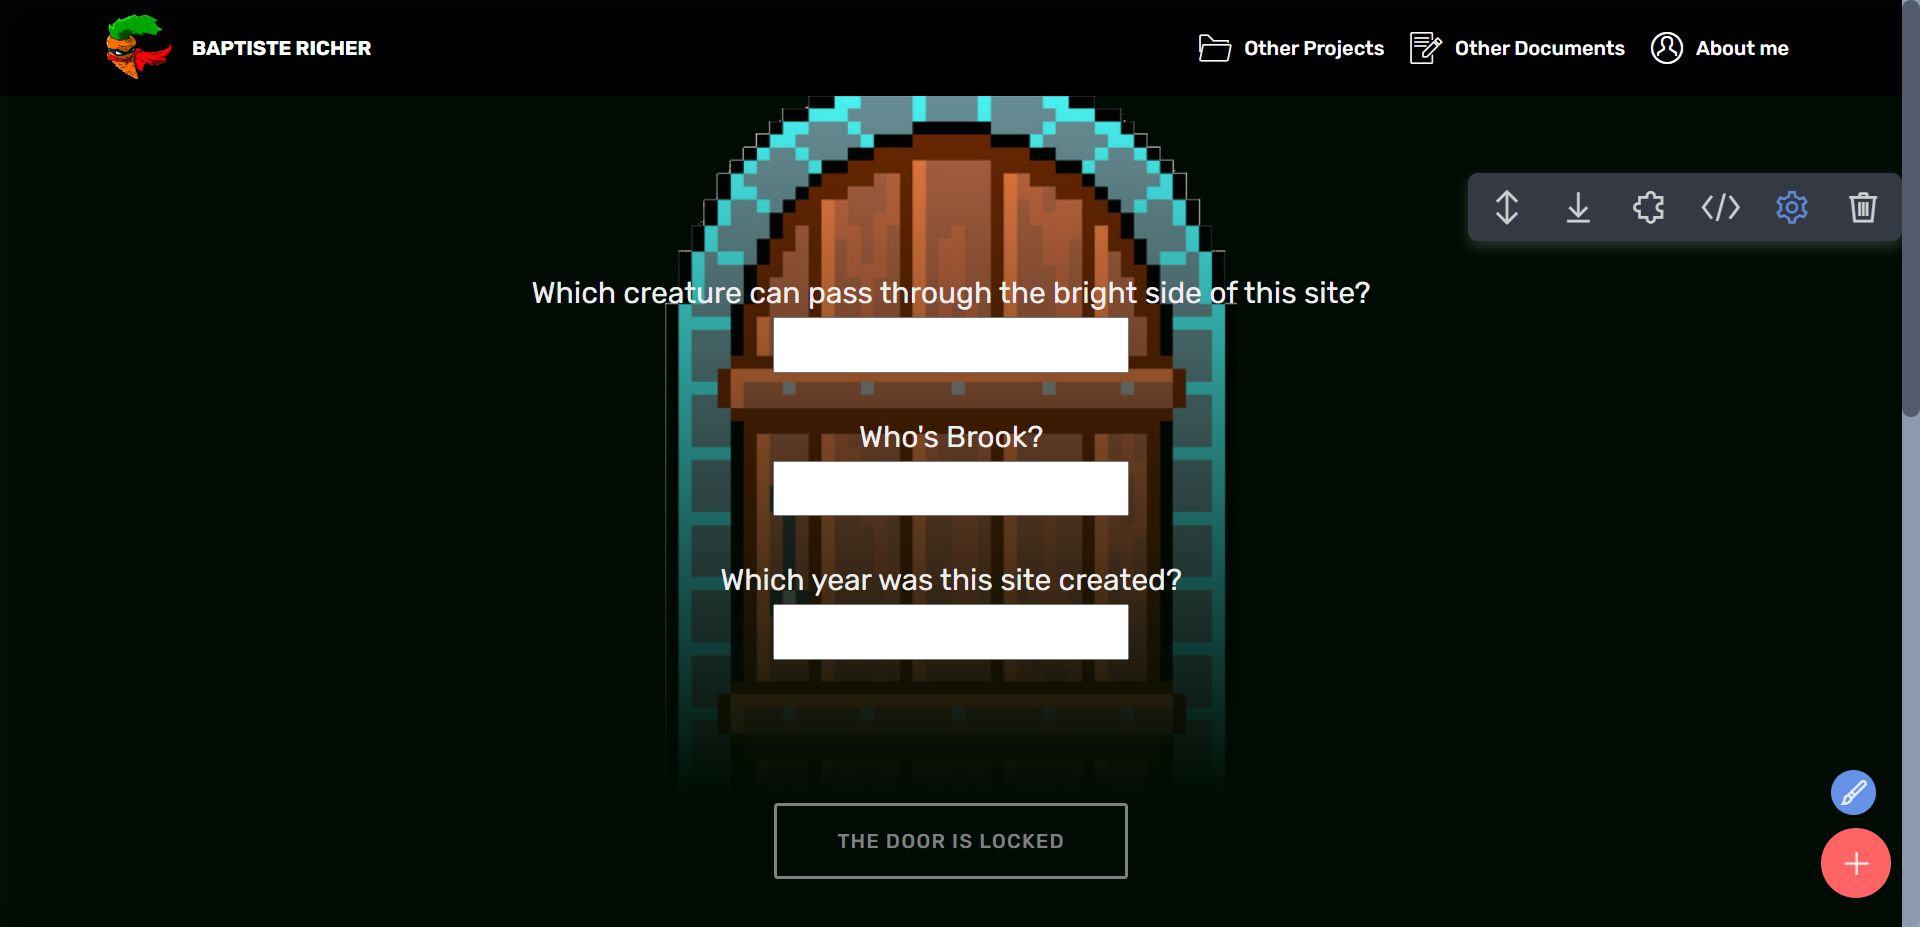 BAPTISTE RICHER
Other Projects
Other Documents
About me
Which creature can pass through the bright side of this site?
Who's Brook?
Which year was this site created?
THE DOOR IS LOCKED